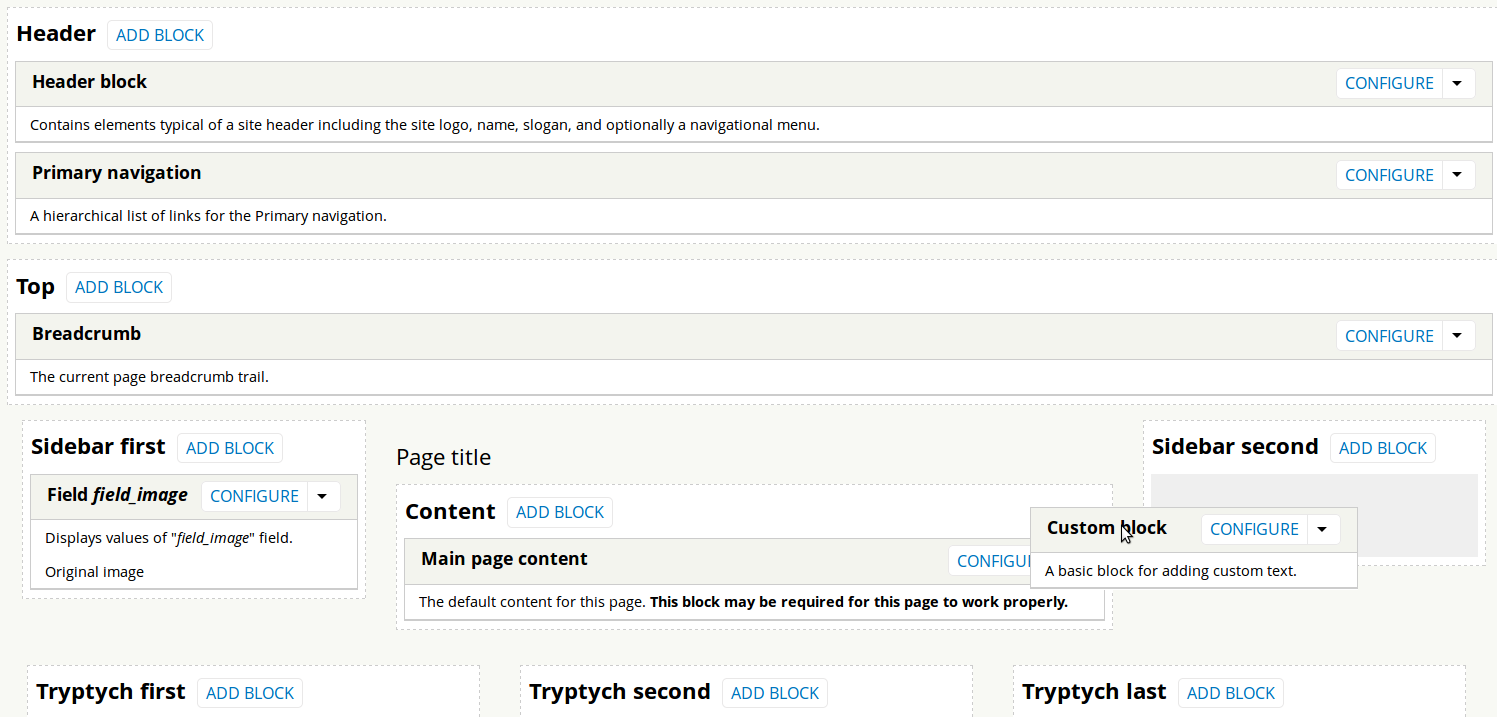 Header ADD BLOCK
Header block CONFIGURE
Contains elements typical of a site header including the site logo, name, slogan, and optionally a navigational menu.
Primary navigation CONFIGURE
A hierarchical list of links for the Primary navigation.
Top ADD BLOCK
Breadcrumb CONFIGURE
The current page breadcrumb trail.
Sidebar first ADD BLOCK
Field field_image CONFIGURE
Displays values of "field_image" field.
Original image
Page title
Content ADD BLOCK
Main page content CONFIGU
The default content for this page. This block may be required for this page to work properly.
Sidebar second ADD BLOCK
Custom block CONFIGURE
A basic block for adding custom text.
Tryptych first ADD BLOCK
Tryptych second ADD BLOCK
Tryptych last ADD BLOCK